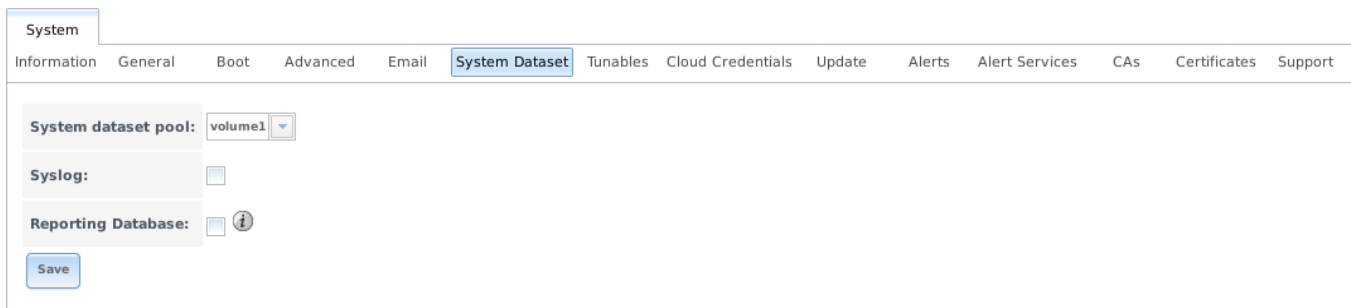 System
Information General Boot Advanced Email System Dataset Tunables Cloud Credentials Update Alerts Alert Services CAs Certificates Support
System dataset pool: volume1
Syslog:
Reporting Database: i
Save